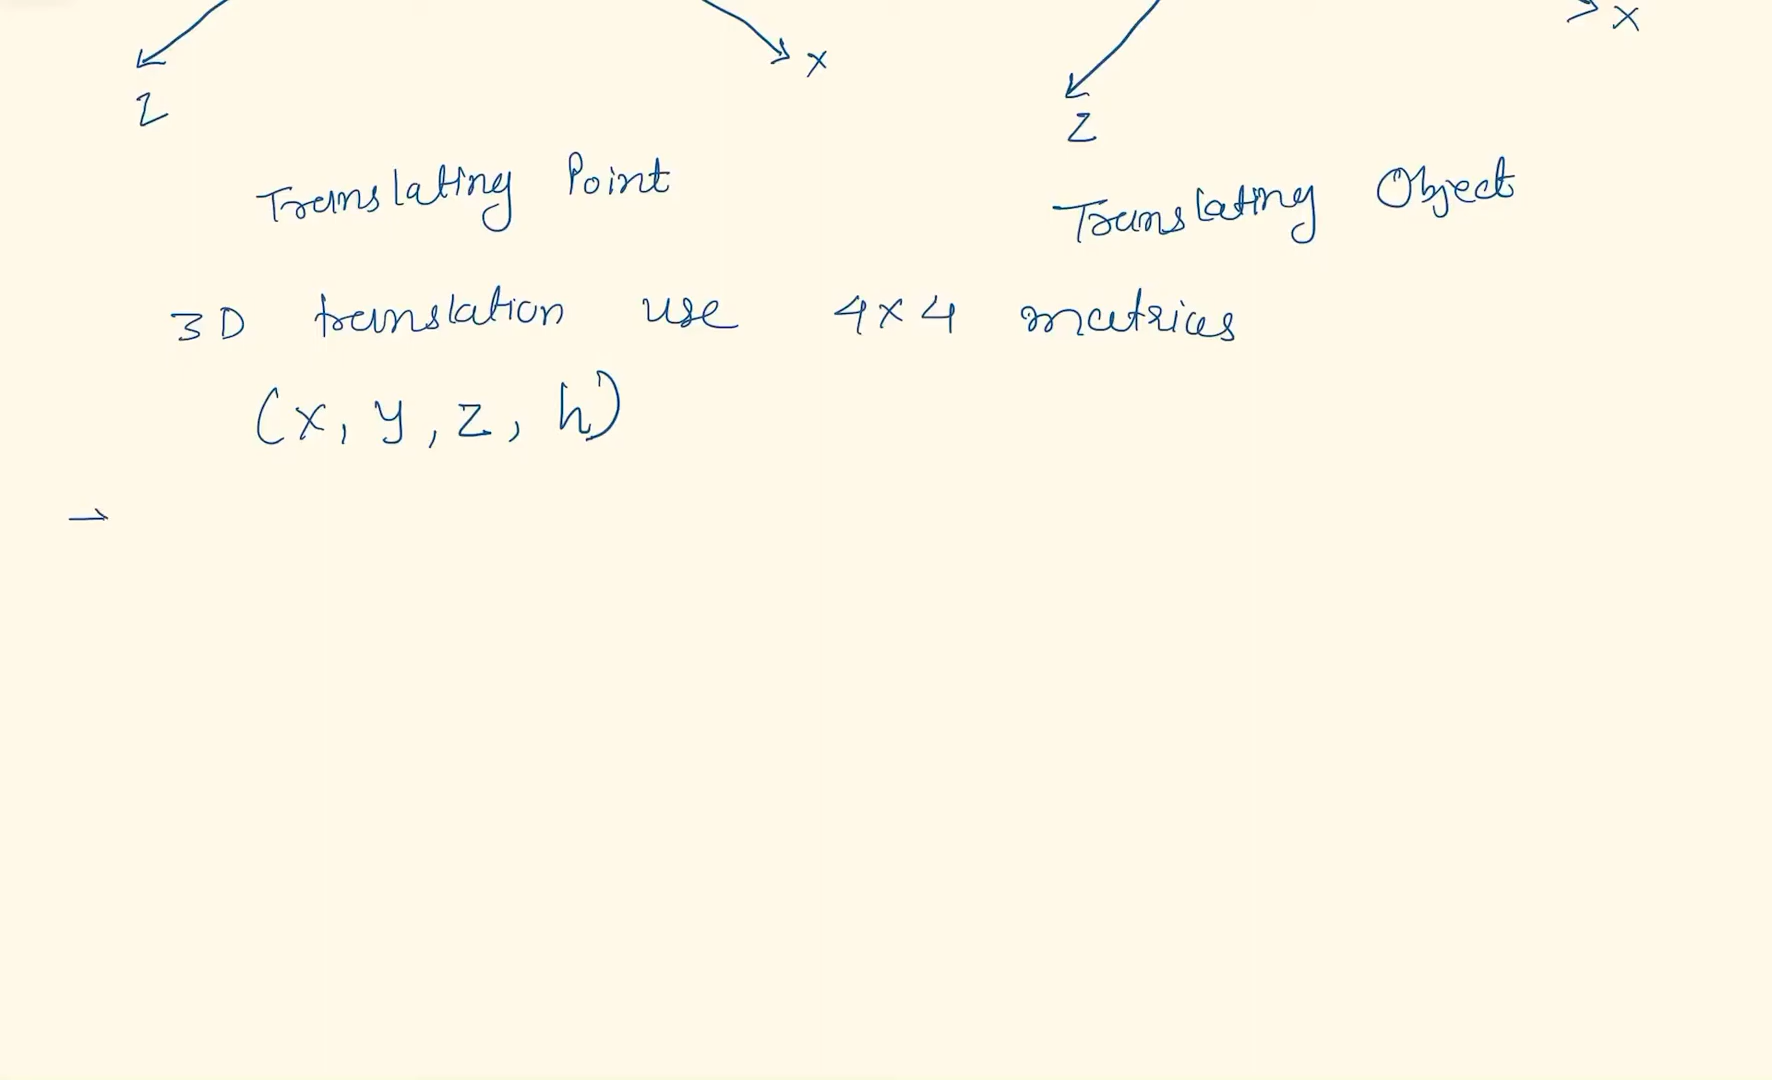 x
x
z
z
Translating Point
Translating Object
3D translation use 4x4 matrices
(x, y, z, h)
→